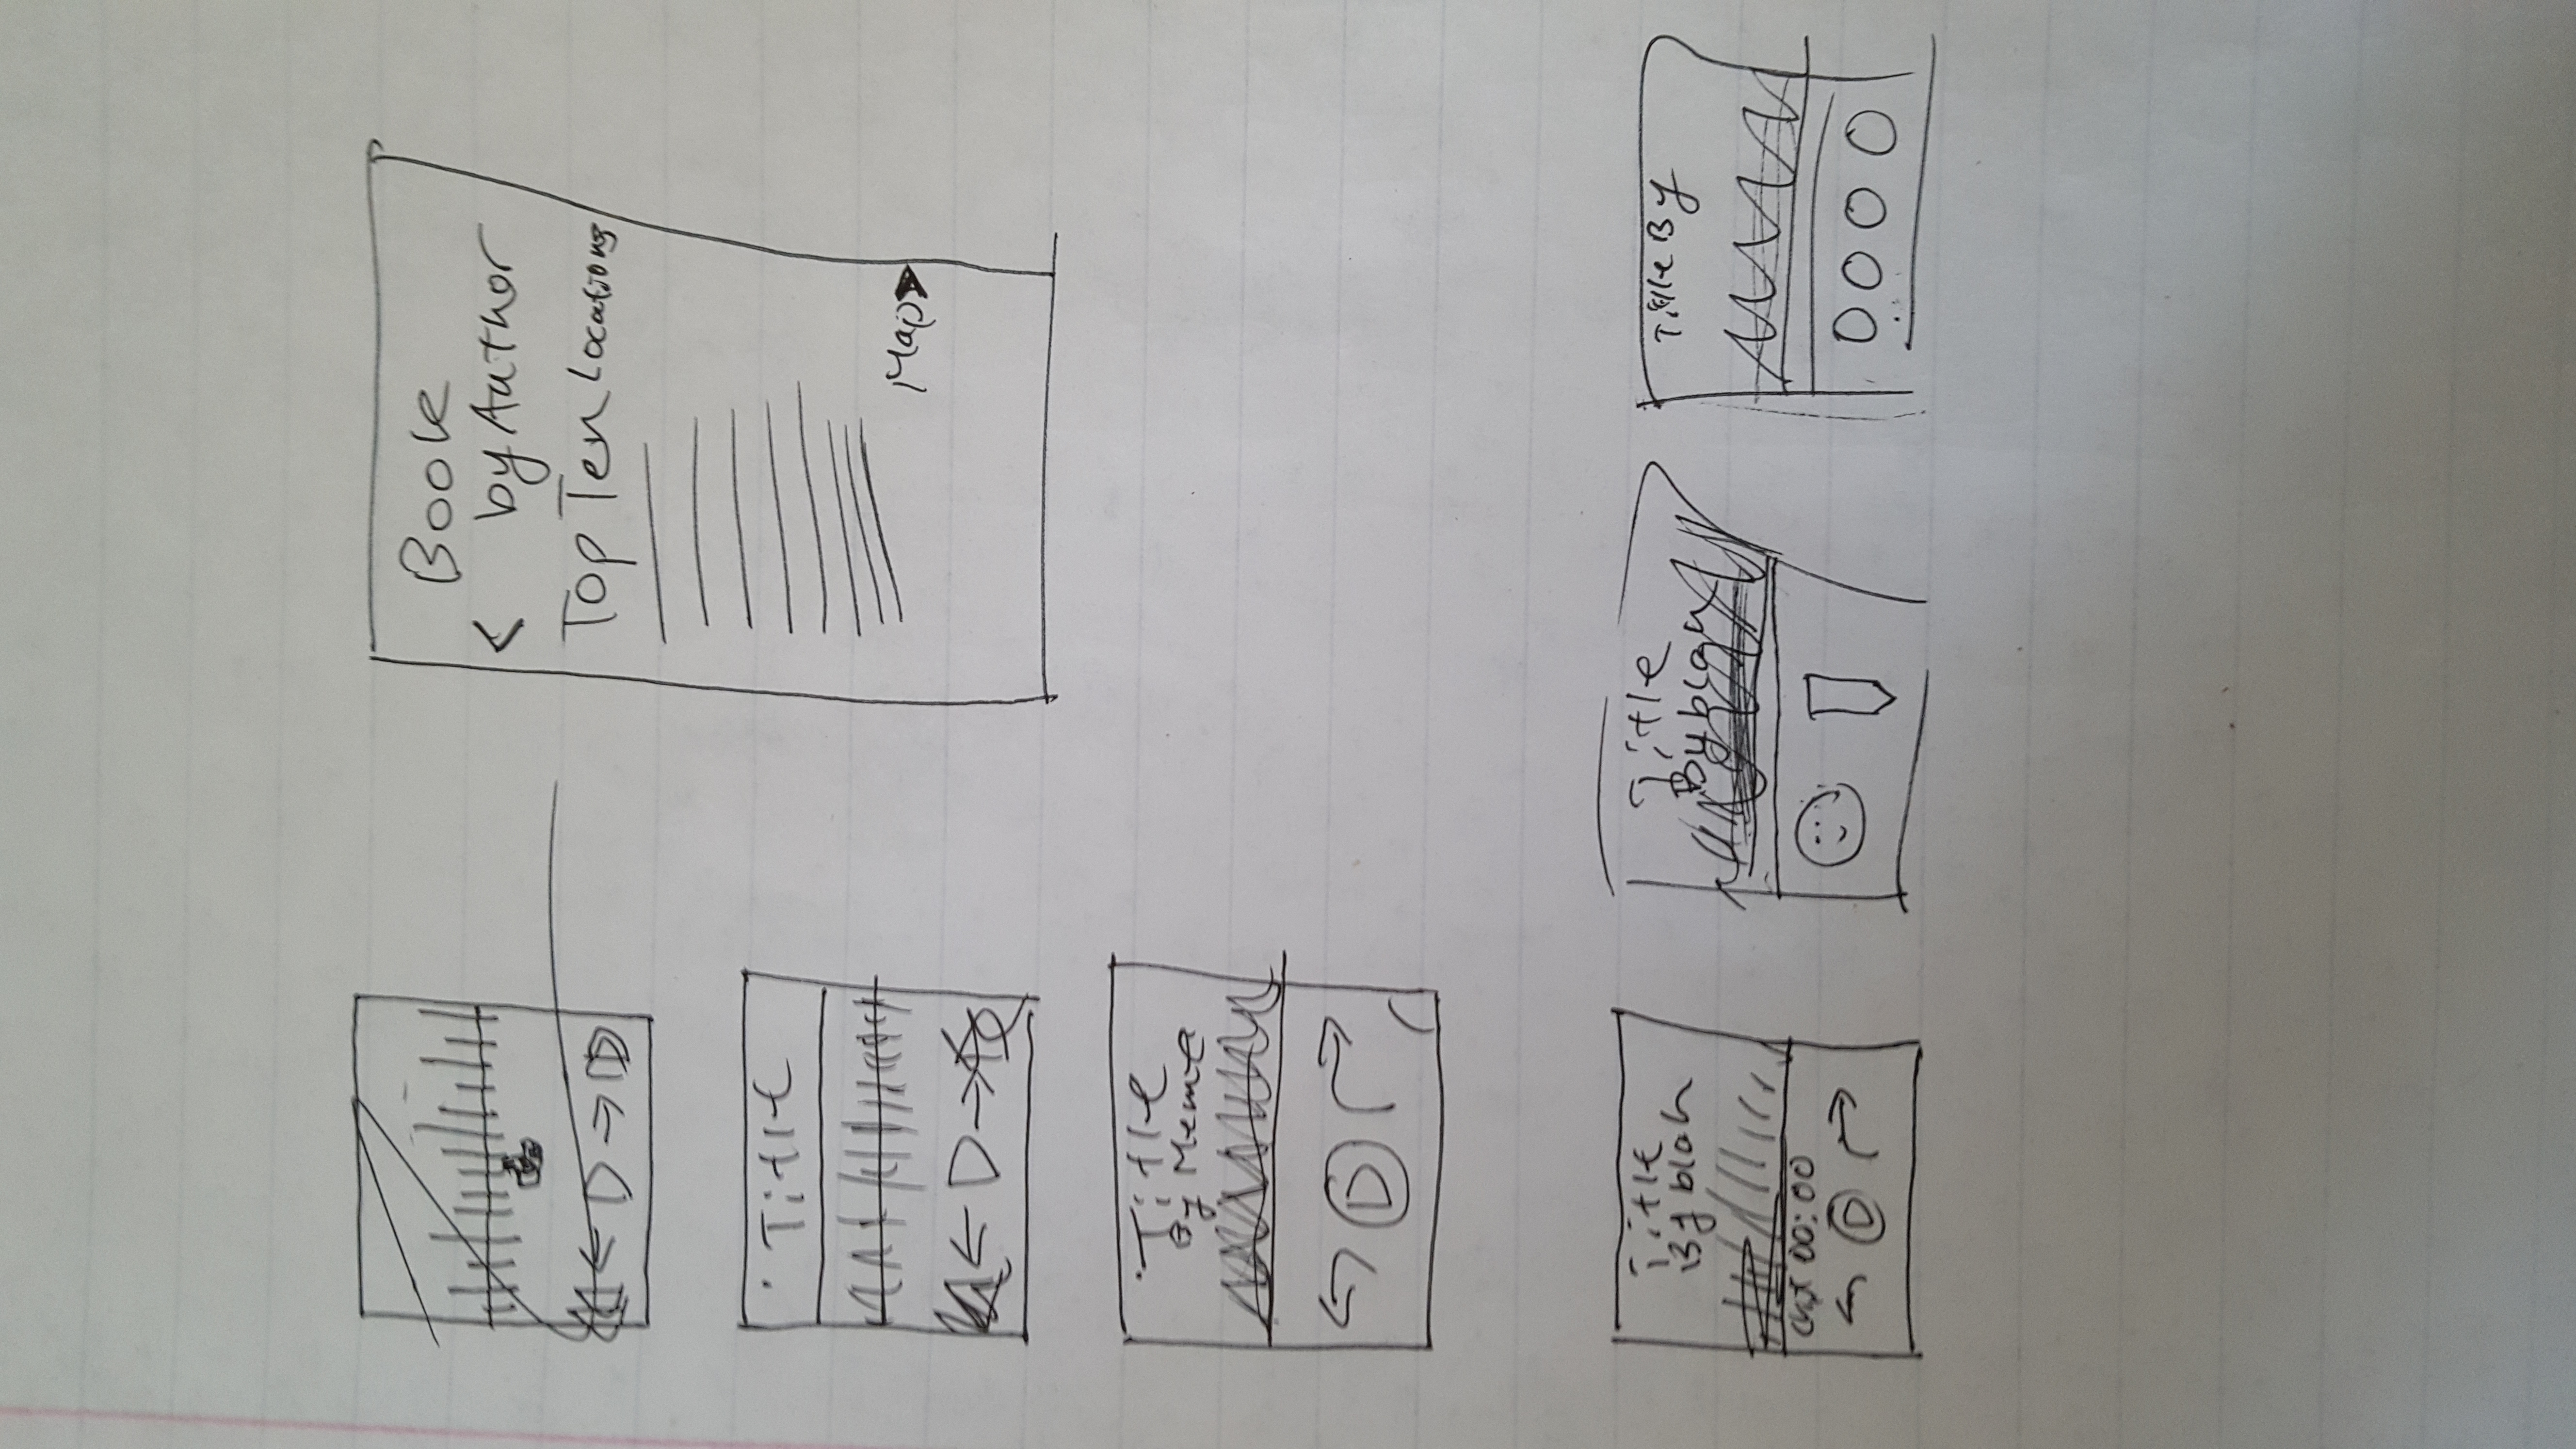 Book
< by Author
Top Ten Locations
Map
Title
Title
By Meme
Title
By blah
00:00
Title
By blah
Title By